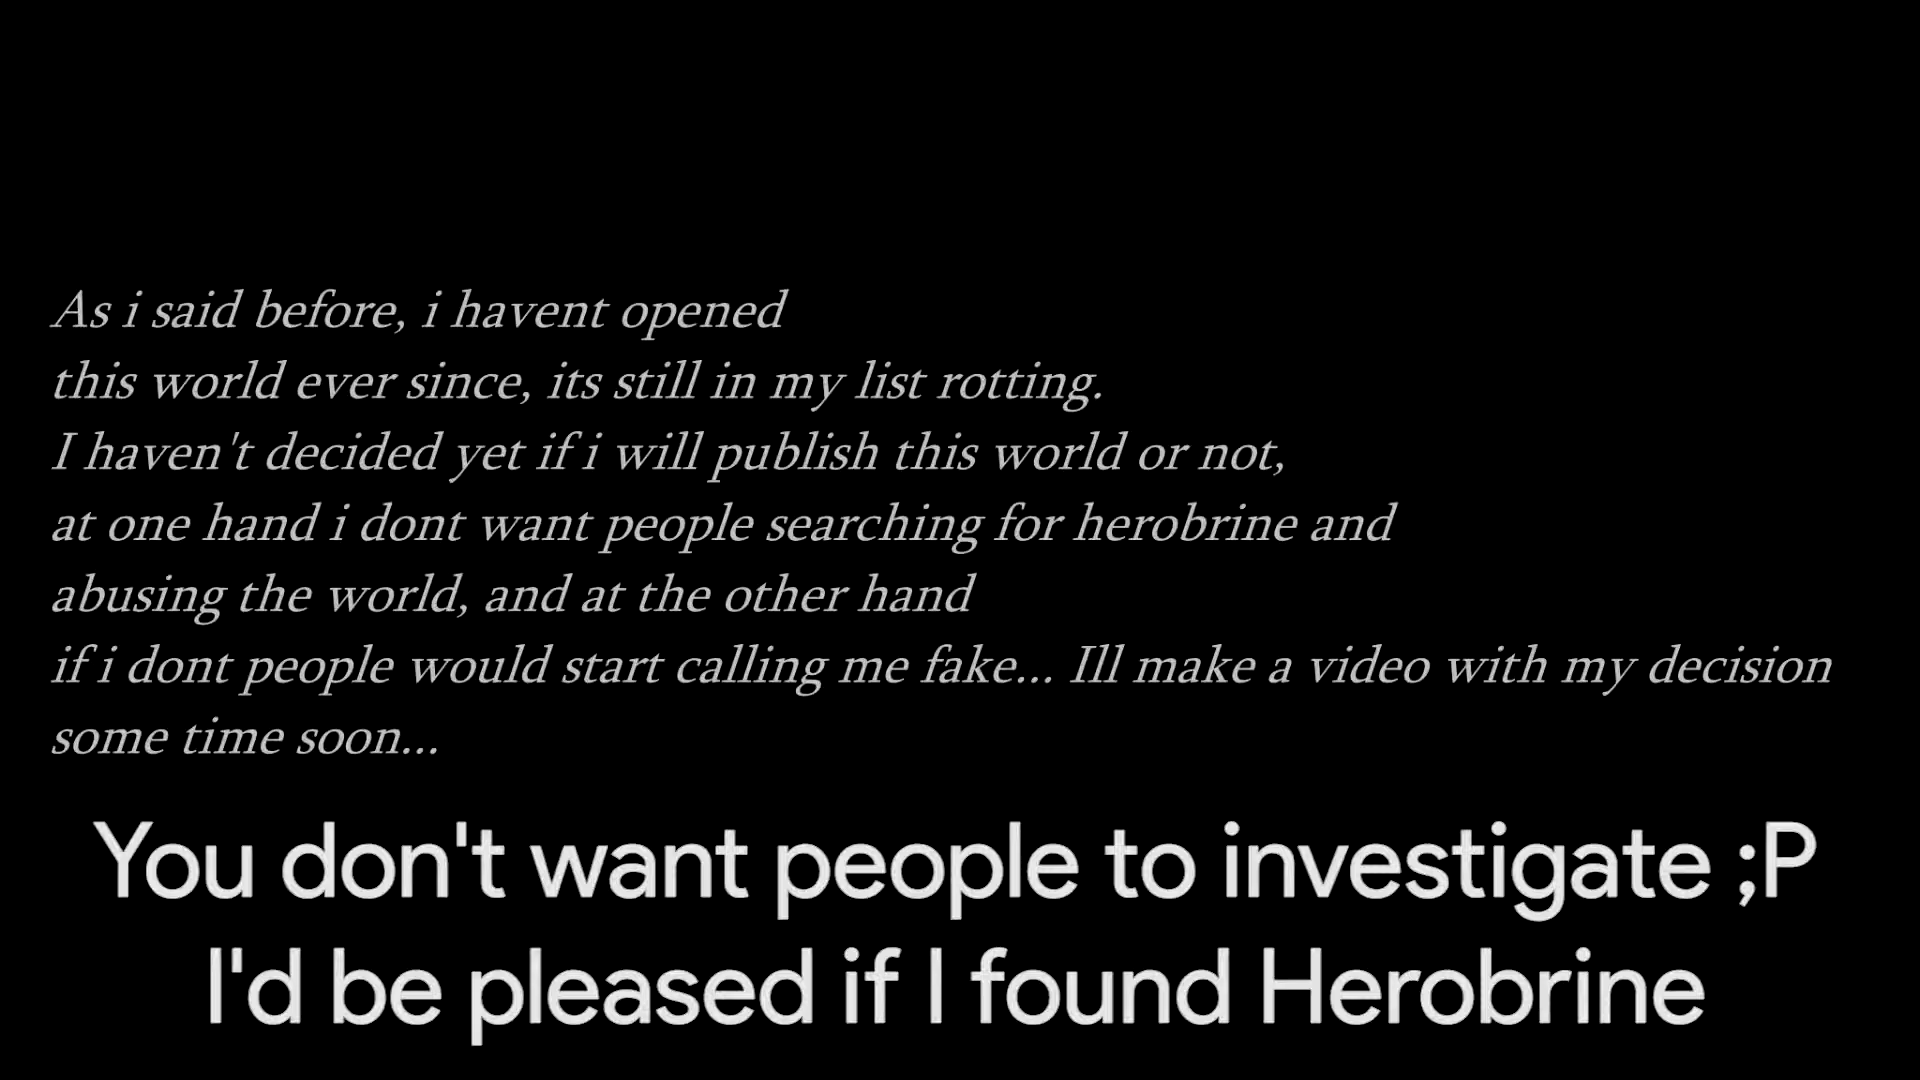 As i said before, i havent opened
this world ever since, its still in my list rotting.
I haven't decided yet if i will publish this world or not,
at one hand i dont want people searching for herobrine and
abusing the world, and at the other hand
if i dont people would start calling me fake... Ill make a video with my decision
some time soon...
You don't want people to investigate ;P
I'd be pleased if I found Herobrine